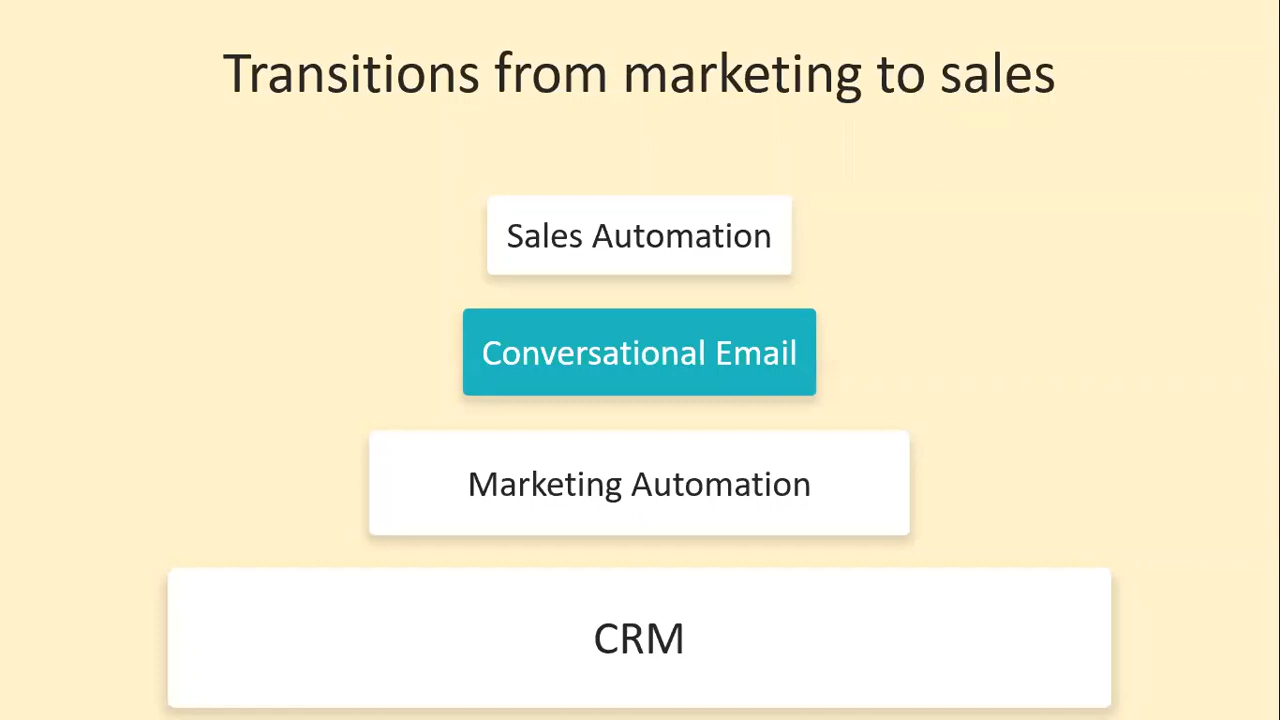 Transitions from marketing to sales
Sales Automation
Conversational Email
Marketing Automation
CRM